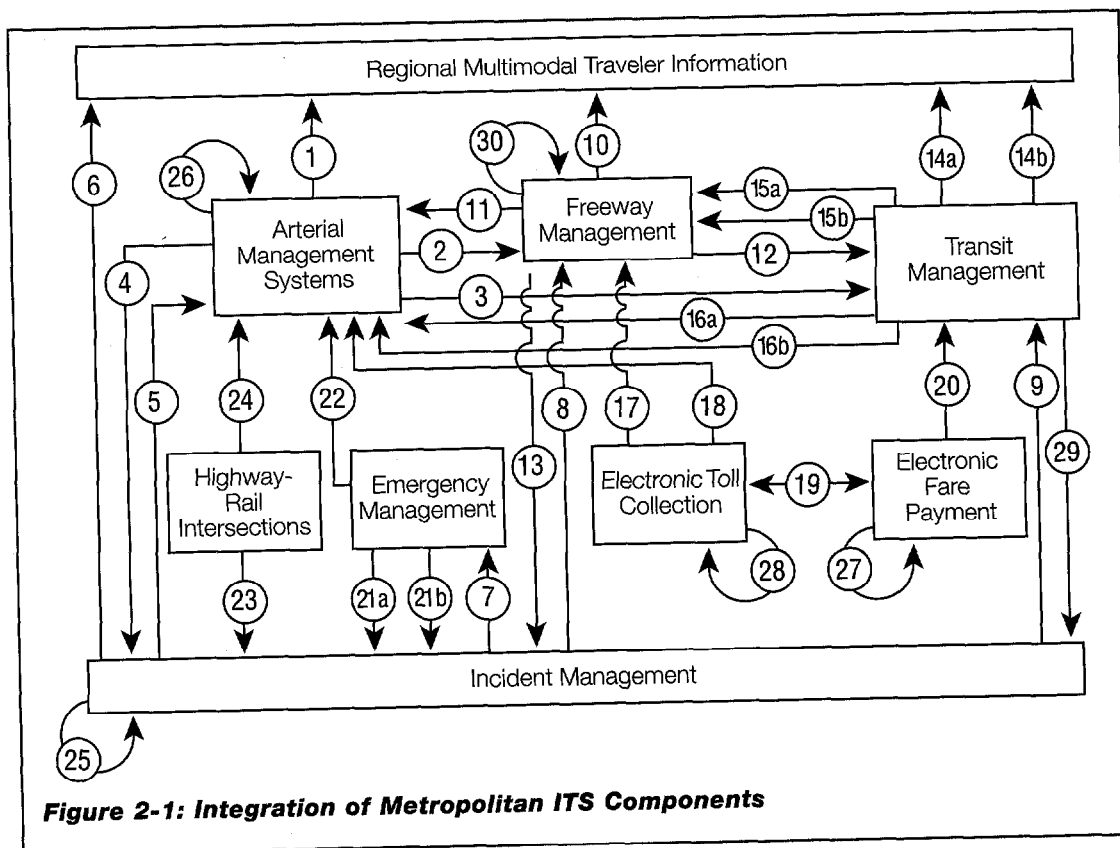 Regional Multimodal Traveler Information
6
26
1
30
10
14a
14b
11
15a
15b
Arterial
Management
Systems
Freeway
Management
Transit
Management
2
12
4
3
16a
16b
5
24
22
8
17
18
20
9
13
29
Highway-
Rail
Intersections
Emergency
Management
Electronic Toll
Collection
19
Electronic
Fare
Payment
23
21a
21b
7
28
27
Incident Management
25
Figure 2-1: Integration of Metropolitan ITS Components